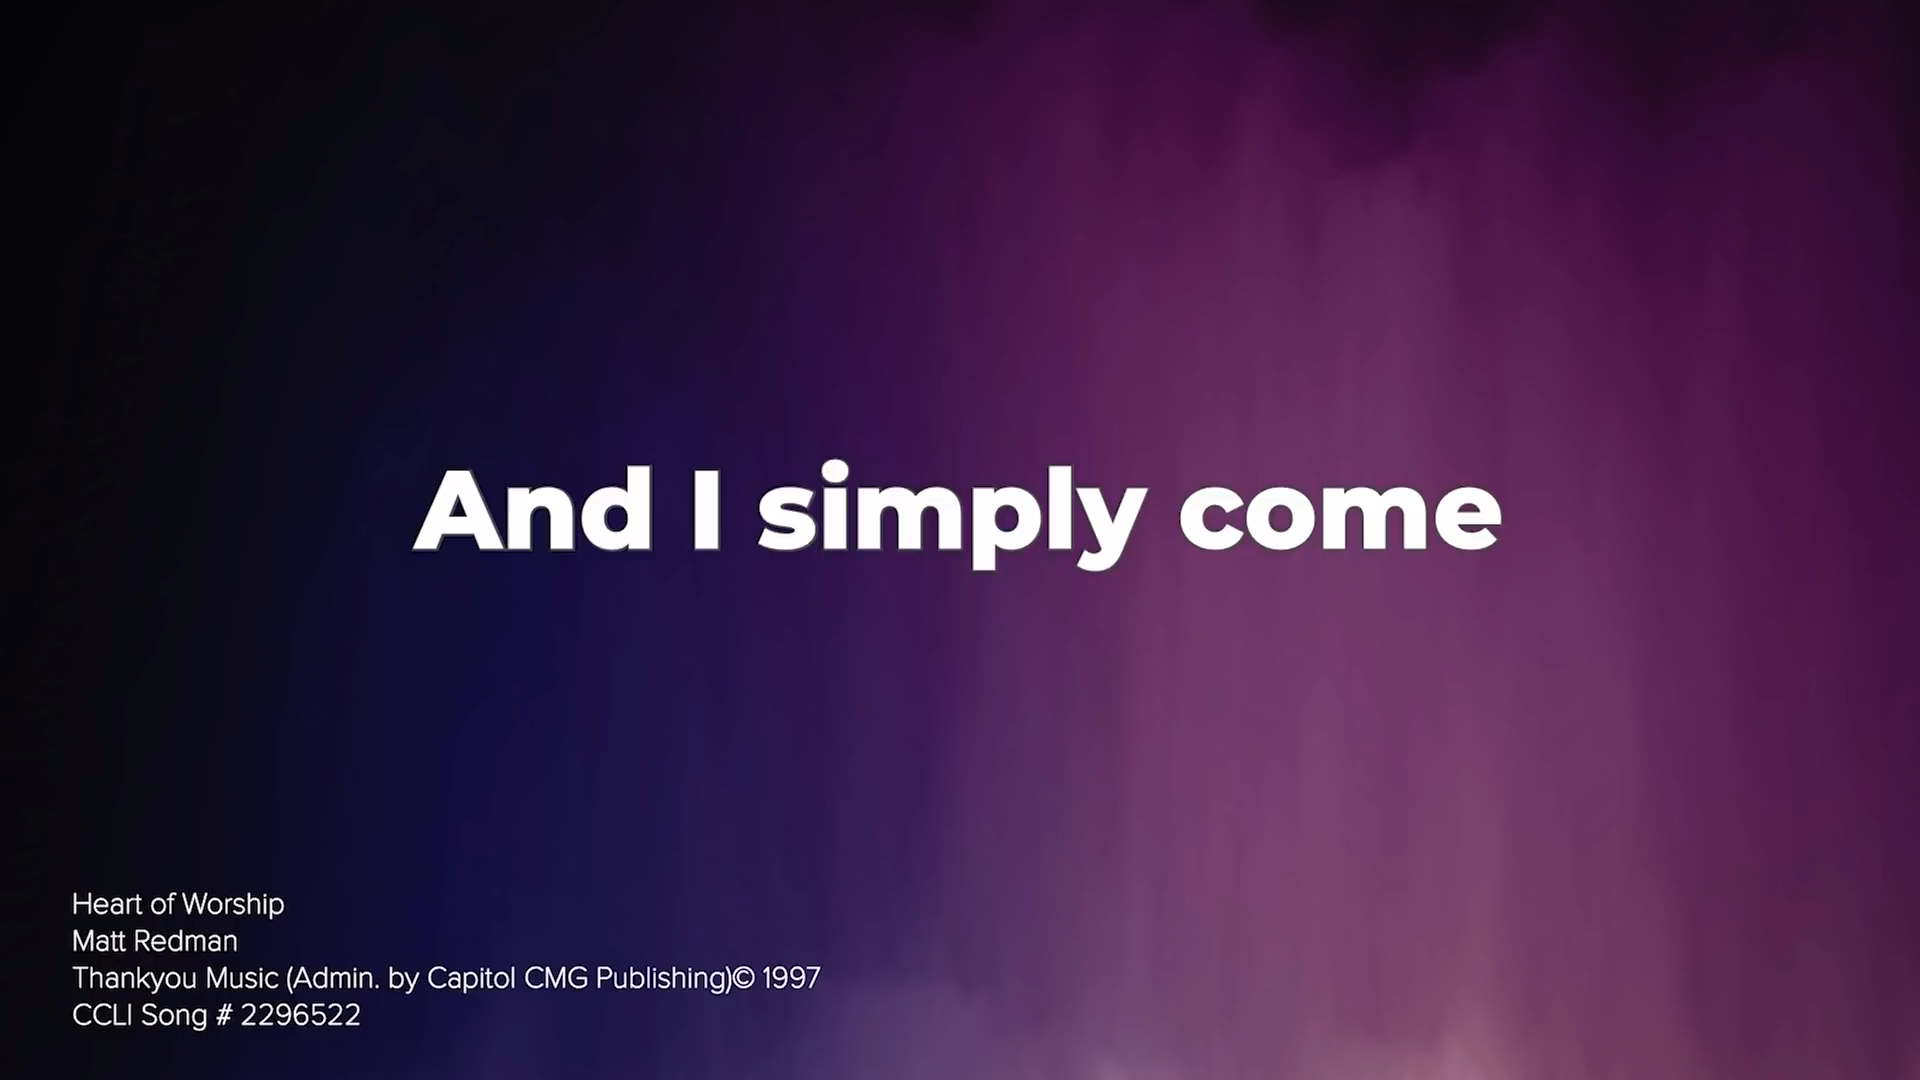 And I simply come
Heart of Worship
Matt Redman
Thankyou Music (Admin. by Capitol CMG Publishing)© 1997
CCLI Song # 2296522